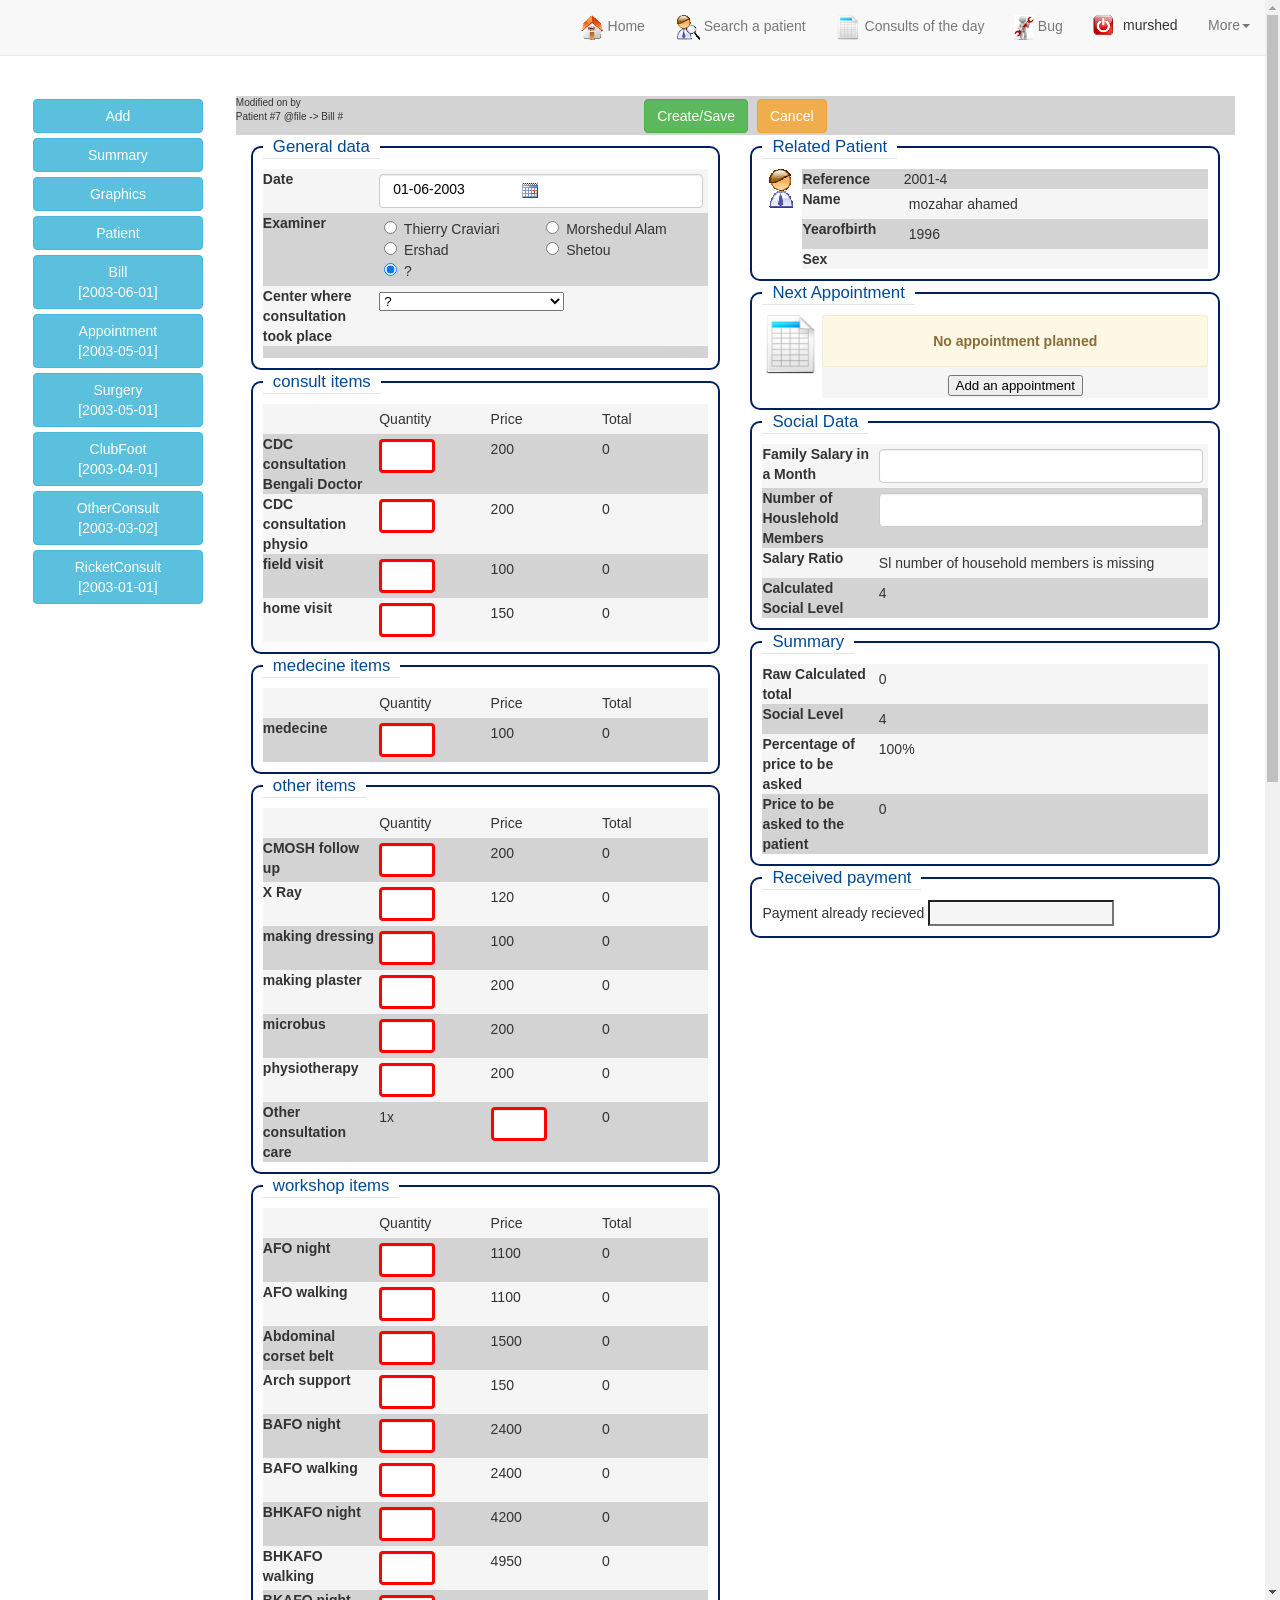 Home
Search a patient
Consults of the day
Bug
murshed
More
Add
Summary
Graphics
Patient
Bill
[2003-06-01]
Appointment
[2003-05-01]
Surgery
[2003-05-01]
ClubFoot
[2003-04-01]
OtherConsult
[2003-03-02]
RicketConsult
[2003-01-01]
Modified on by
Patient #7 @file -> Bill #
Create/Save
Cancel
General data
Date
01-06-2003
Examiner
Thierry Craviari
Morshedul Alam
Ershad
Shetou
?
Center where
consultation
took place
?
consult items
Quantity Price Total
CDC
consultation
Bengali Doctor
200 0
CDC
consultation
physio
200 0
field visit 100 0
home visit 150 0
medecine items
Quantity Price Total
medecine 100 0
other items
Quantity Price Total
CMOSH follow
up
200 0
X Ray 120 0
making dressing 100 0
making plaster 200 0
microbus 200 0
physiotherapy 200 0
Other
consultation
care
1x 0
workshop items
Quantity Price Total
AFO night 1100 0
AFO walking 1100 0
Abdominal
corset belt
1500 0
Arch support 150 0
BAFO night 2400 0
BAFO walking 2400 0
BHKAFO night 4200 0
BHKAFO
walking
4950 0
BKAFO night
Related Patient
Reference 2001-4
Name mozahar ahamed
Yearofbirth 1996
Sex
Next Appointment
No appointment planned
Add an appointment
Social Data
Family Salary in
a Month
Number of
Houslehold
Members
Salary Ratio Sl number of household members is missing
Calculated
Social Level
4
Summary
Raw Calculated
total
0
Social Level 4
Percentage of
price to be
asked
100%
Price to be
asked to the
patient
0
Received payment
Payment already recieved